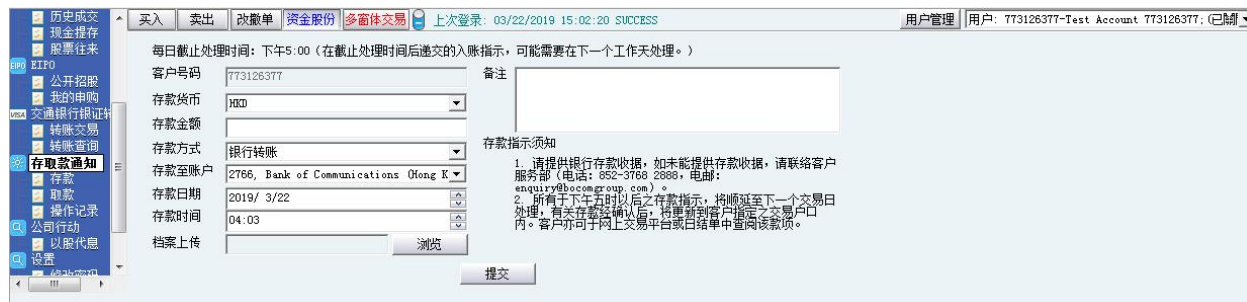 历史成交
现金提存
股票往来
EIPO
公开招股
我的申购
VISA 交通银行银证转
转账交易
转账查询
存取款通知
存款
取款
操作记录
公司行动
以股代息
设置
修改密码
买入 卖出 改撤单 资金股份 多窗体交易 上次登录: 03/22/2019 15:02:20 SUCCESS 用户管理 用户: 773126377-Test Account 773126377;
每日截止处理时间: 下午5:00 (在截止处理时间后递交的入账指示, 可能需要在下一个工作天处理。)
客户号码 773126377
存款货币 HKD
存款金额
存款方式 银行转账
存款至账户 2766, Bank of Communications (Hong K
存款日期 2019/ 3/22
存款时间 04:03
档案上传 浏览
备注
存款指示须知
1. 请提供银行存款收据, 如未能提供存款收据, 请联络客户
服务部 (电话: 852-3768 2888, 电邮:
enquiry@bocomgroup.com) 。
2. 所有于下午五时以后之存款指示, 将顺延至下一个交易日
处理, 有关存款经确认后, 将更新到客户指定之交易户口
内。客户亦可于网上交易平台或日结单中查阅该款项。
提交